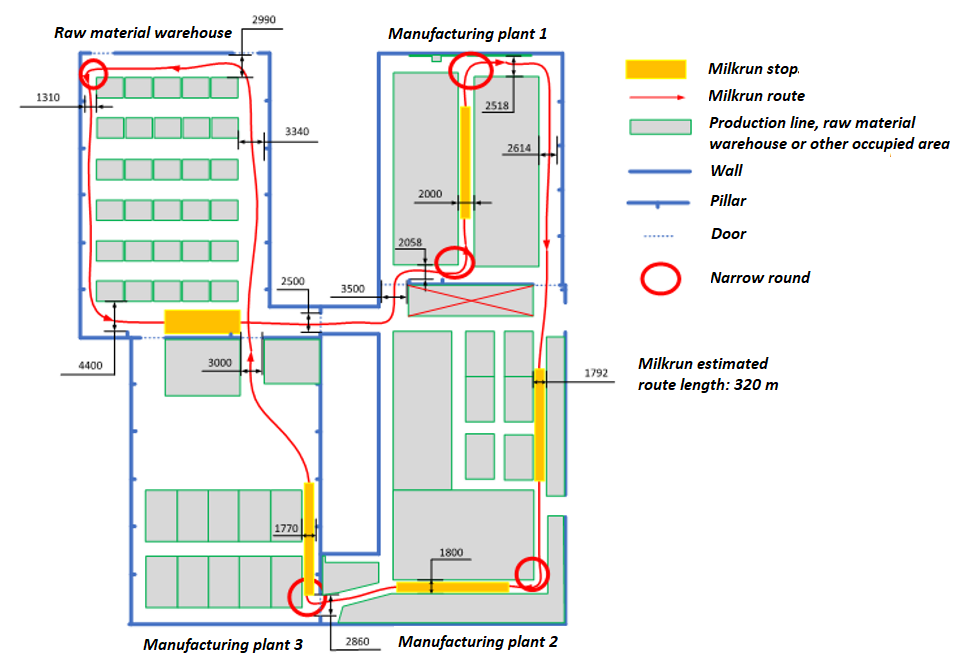 Raw material warehouse
2990
Manufacturing plant 1
1310
3340
2518
2614
2000
2058
2500
3500
4400
3000
1792
1770
1800
2860
Manufacturing plant 3
Manufacturing plant 2
Milkrun stop
Milkrun route
Production line, raw material
warehouse or other occupied area
Wall
Pillar
Door
Narrow round
Milkrun estimated
route length: 320 m